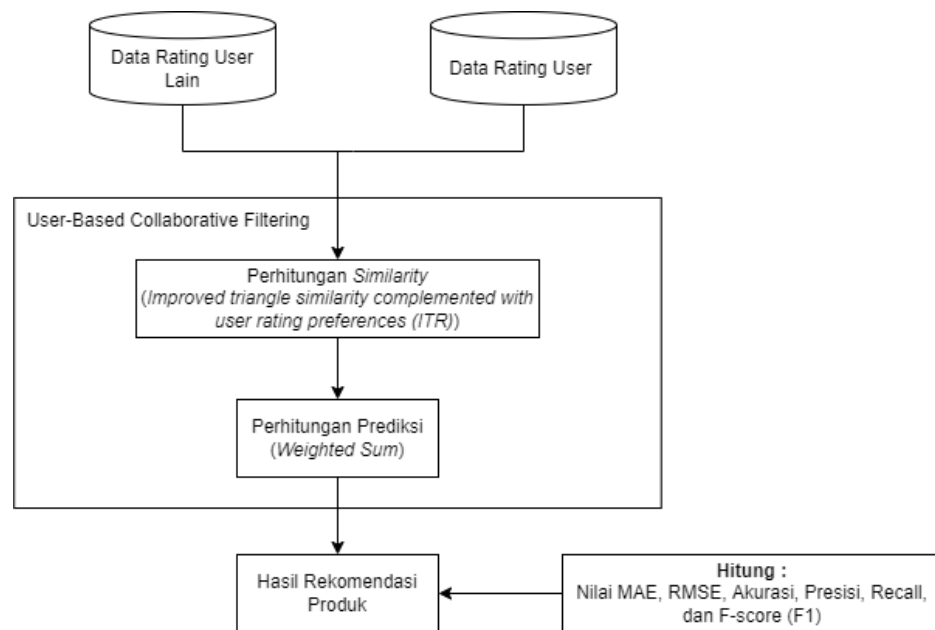 Data Rating User
Lain
Data Rating User
User-Based Collaborative Filtering
Perhitungan Similarity
(Improved triangle similarity complemented with
user rating preferences (ITR))
Perhitungan Prediksi
(Weighted Sum)
Hasil Rekomendasi
Produk
Hitung :
Nilai MAE, RMSE, Akurasi, Presisi, Recall,
dan F-score (F1)